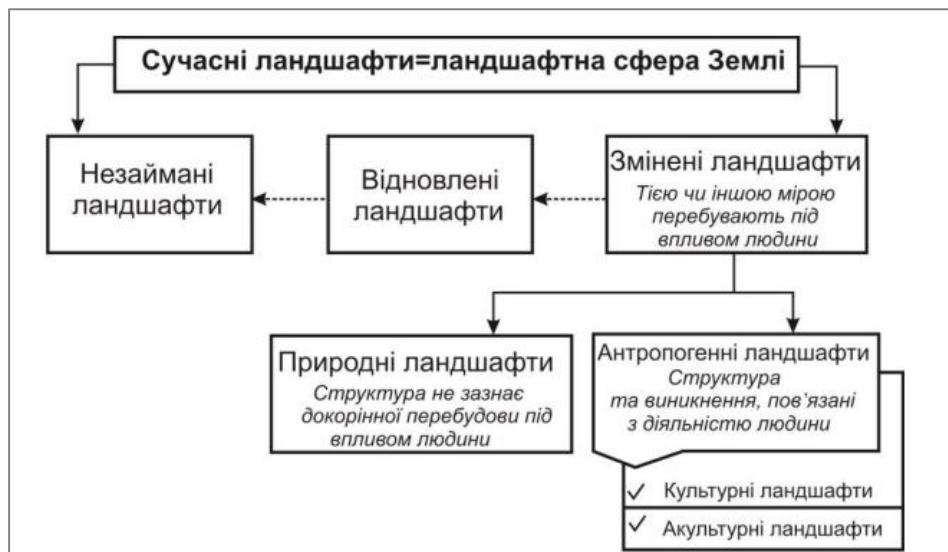 Сучасні ландшафти=ландшафтна сфера Землі
Незаймані
ландшафти
Відновлені
ландшафти
Змінені ландшафти
Тією чи іншою мірою
перебувають під
впливом людини
Природні ландшафти
Структура не зазнає
докорінної перебудови під
впливом людини
Антропогенні ландшафти
Структура
та виникнення, пов’язані
з діяльністю людини
✓ Культурні ландшафти
✓ Акультурні ландшафти